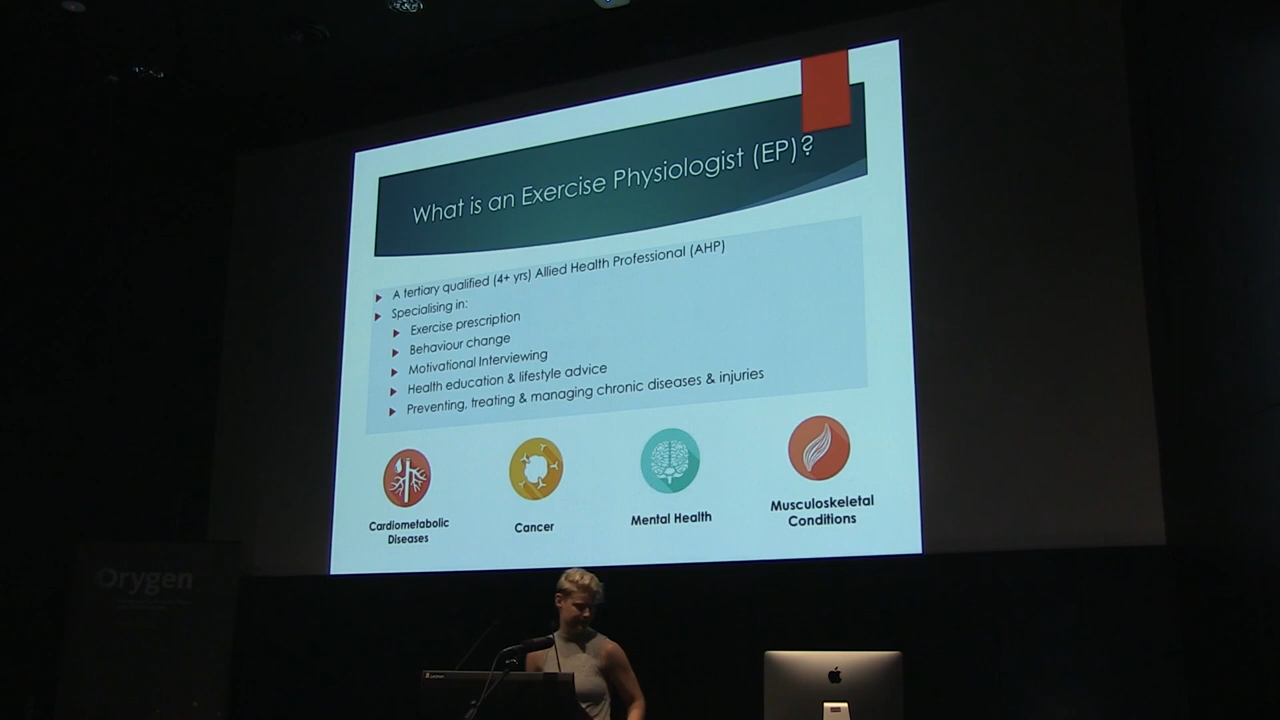 What is an Exercise Physiologist (EP)?
A tertiary qualified (4+ yrs) Allied Health Professional (AHP)
Specialising in:
Exercise prescription
Behaviour change
Motivational Interviewing
Health education & lifestyle advice
Preventing, treating & managing chronic diseases & injuries
Cardiometabolic
Diseases
Cancer
Mental Health
Musculoskeletal
Conditions
Orygen